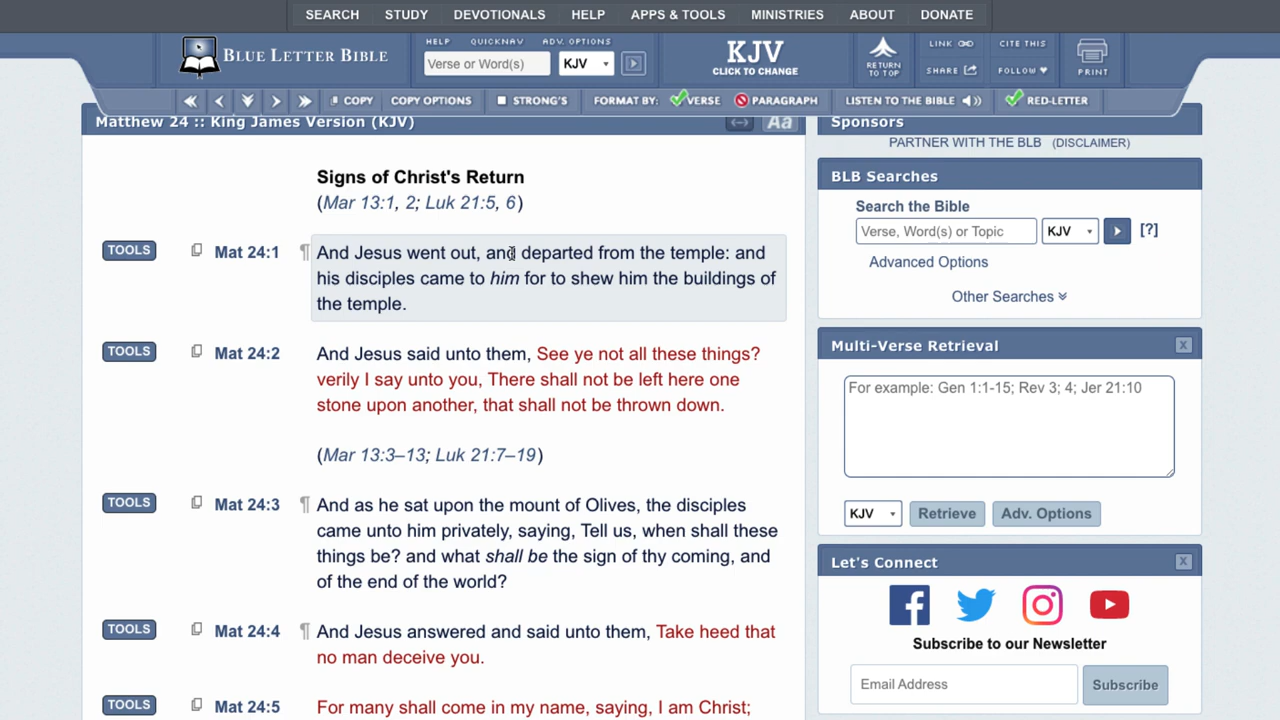 SEARCH STUDY DEVOTIONALS HELP APPS & TOOLS MINISTRIES ABOUT DONATE
BLUE LETTER BIBLE
HELP QUICKNAV ADV. OPTIONS
Verse or Word(s) KJV
KJV
CLICK TO CHANGE
RETURN
TO TOP
LINK
SHARE
CITE THIS
FOLLOW
PRINT
COPY COPY OPTIONS STRONG'S FORMAT BY: VERSE PARAGRAPH LISTEN TO THE BIBLE RED-LETTER
Matthew 24 :: King James Version (KJV)
Aa
Signs of Christ's Return
(Mar 13:1, 2; Luk 21:5, 6)
TOOLS Mat 24:1 ¶ And Jesus went out, and departed from the temple: and
his disciples came to him for to shew him the buildings of
the temple.
TOOLS Mat 24:2 And Jesus said unto them, See ye not all these things?
verily I say unto you, There shall not be left here one
stone upon another, that shall not be thrown down.
(Mar 13:3–13; Luk 21:7–19)
TOOLS Mat 24:3 ¶ And as he sat upon the mount of Olives, the disciples
came unto him privately, saying, Tell us, when shall these
things be? and what shall be the sign of thy coming, and
of the end of the world?
TOOLS Mat 24:4 ¶ And Jesus answered and said unto them, Take heed that
no man deceive you.
TOOLS Mat 24:5 For many shall come in my name, saying, I am Christ;
Sponsors
PARTNER WITH THE BLB (DISCLAIMER)
BLB Searches
Search the Bible
Verse, Word(s) or Topic KJV [?]
Advanced Options
Other Searches
Multi-Verse Retrieval X
For example: Gen 1:1-15; Rev 3; 4; Jer 21:10
KJV Retrieve Adv. Options
Let's Connect X
Subscribe to our Newsletter
Email Address Subscribe